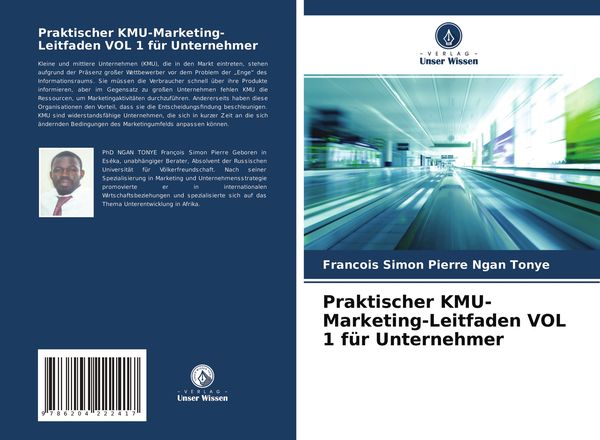 Praktischer KMU-Marketing-
Leitfaden VOL 1 für Unternehmer
Kleine und mittlere Unternehmen (KMU), die in den Markt eintreten, stehen
aufgrund der Präsenz großer Wettbewerber vor dem Problem der „Enge" des
Informationsraums. Sie müssen die Verbraucher schnell über ihre Produkte
informieren, aber im Gegensatz zu großen Unternehmen fehlen KMU die
Ressourcen, um Marketingaktivitäten durchzuführen. Andererseits haben diese
Organisationen den Vorteil, dass sie die Entscheidungsfindung beschleunigen.
KMU sind widerstandsfähige Unternehmen, die sich in kurzer Zeit an die sich
ändernden Bedingungen des Marketingumfelds anpassen können.
PhD NGAN TONYE François Simon Pierre Geboren in
Eséka, unabhängiger Berater, Absolvent der Russischen
Universität für Völkerfreundschaft. Nach seiner
Spezialisierung in Marketing und Unternehmensstrategie
promovierte er in internationalen
Wirtschaftsbeziehungen und spezialisierte sich auf das
Thema Unterentwicklung in Afrika.
9 786204 222417
VERLAG
Unser Wissen
VERLAG
Unser Wissen
Francois Simon Pierre Ngan Tonye
Praktischer KMU-
Marketing-Leitfaden VOL
1 für Unternehmer